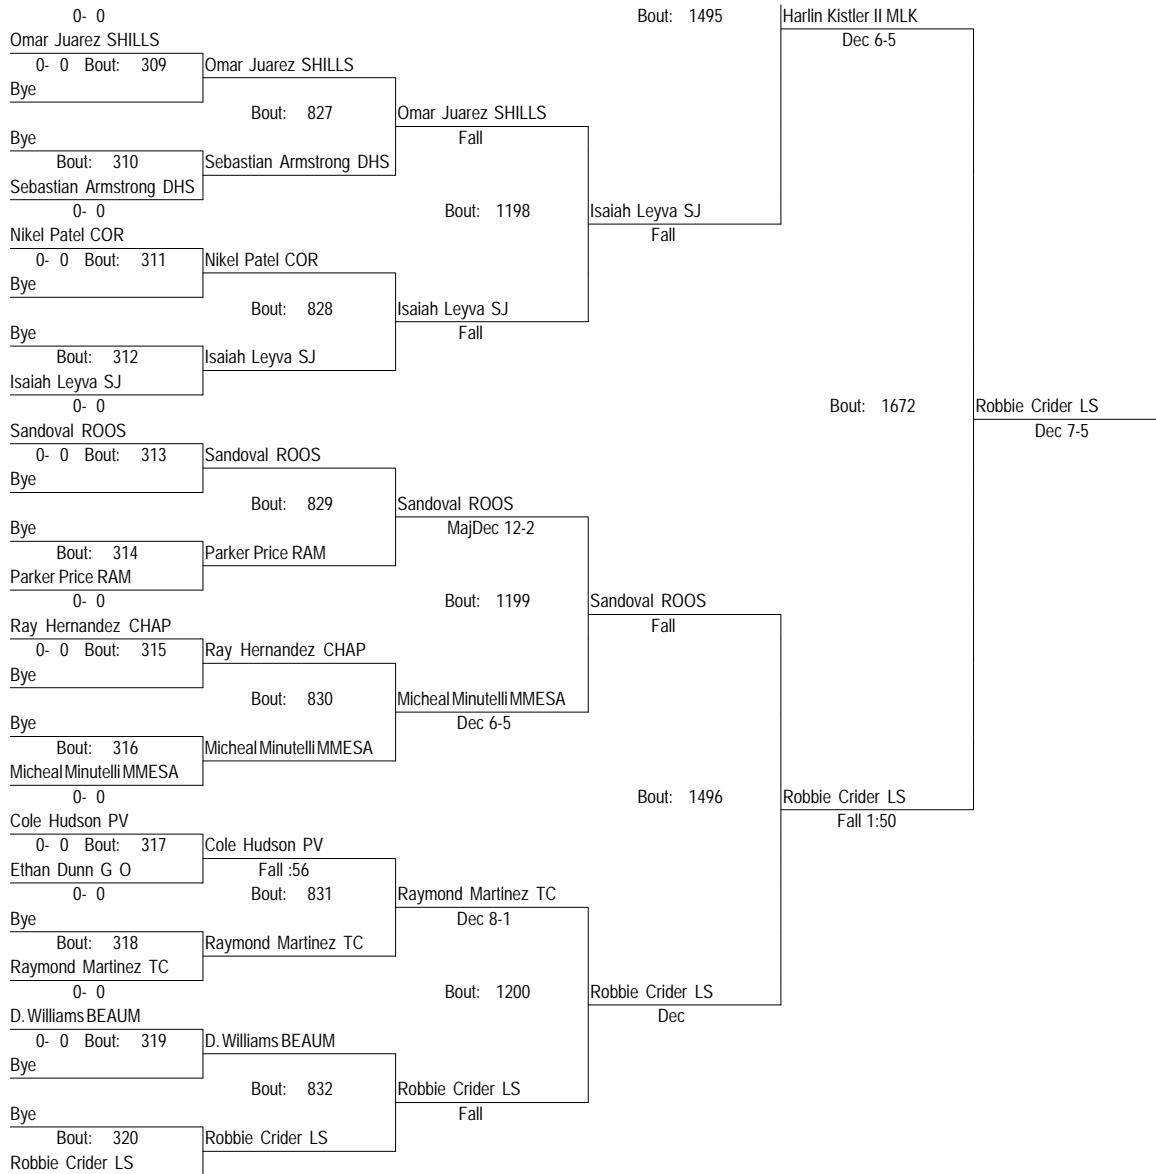 0- 0 Bout: 1495 Harlin Kistler II MLK
Omar Juarez SHILLS Dec 6-5
0- 0 Bout: 309 Omar Juarez SHILLS
Bye
Bout: 827 Omar Juarez SHILLS
Bye Fall
Bout: 310 Sebastian Armstrong DHS
Sebastian Armstrong DHS
0- 0 Bout: 1198 Isaiah Leyva SJ
Nikel Patel COR Fall
0- 0 Bout: 311 Nikel Patel COR
Bye
Bout: 828 Isaiah Leyva SJ
Bye Fall
Bout: 312 Isaiah Leyva SJ
Isaiah Leyva SJ
0- 0 Bout: 1672 Robbie Crider LS
Sandoval ROOS Dec 7-5
0- 0 Bout: 313 Sandoval ROOS
Bye
Bout: 829 Sandoval ROOS
Bye MajDec 12-2
Bout: 314 Parker Price RAM
Parker Price RAM
0- 0 Bout: 1199 Sandoval ROOS
Ray Hernandez CHAP Fall
0- 0 Bout: 315 Ray Hernandez CHAP
Bye
Bout: 830 Micheal Minutelli MMESA
Bye Dec 6-5
Bout: 316 Micheal Minutelli MMESA
Micheal Minutelli MMESA
0- 0 Bout: 1496 Robbie Crider LS
Cole Hudson PV Fall 1:50
0- 0 Bout: 317 Cole Hudson PV
Ethan Dunn G O Fall :56
0- 0 Bout: 831 Raymond Martinez TC
Bye Dec 8-1
Bout: 318 Raymond Martinez TC
Raymond Martinez TC
0- 0 Bout: 1200 Robbie Crider LS
D. Williams BEAUM Dec
0- 0 Bout: 319 D. Williams BEAUM
Bye
Bout: 832 Robbie Crider LS
Bye Fall
Bout: 320 Robbie Crider LS
Robbie Crider LS